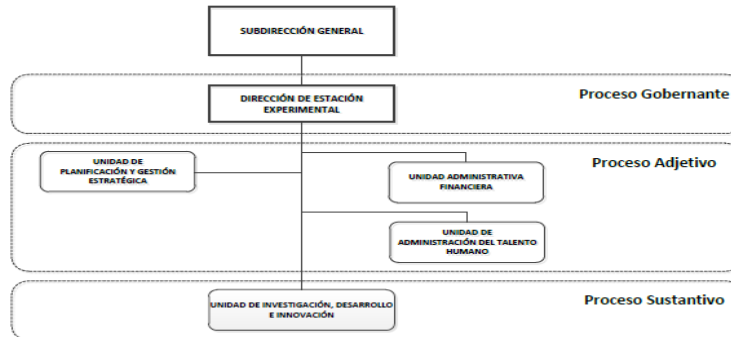 SUBDIRECCIÓN GENERAL
DIRECCIÓN DE ESTACIÓN
EXPERIMENTAL
Proceso Gobernante
UNIDAD DE
PLANIFICACIÓN Y GESTIÓN
ESTRATÉGICA
Proceso Adjetivo
UNIDAD ADMINISTRATIVA
FINANCIERA
UNIDAD DE
ADMINISTRACIÓN DEL TALENTO
HUMANO
UNIDAD DE INVESTIGACIÓN, DESARROLLO
E INNOVACIÓN
Proceso Sustantivo